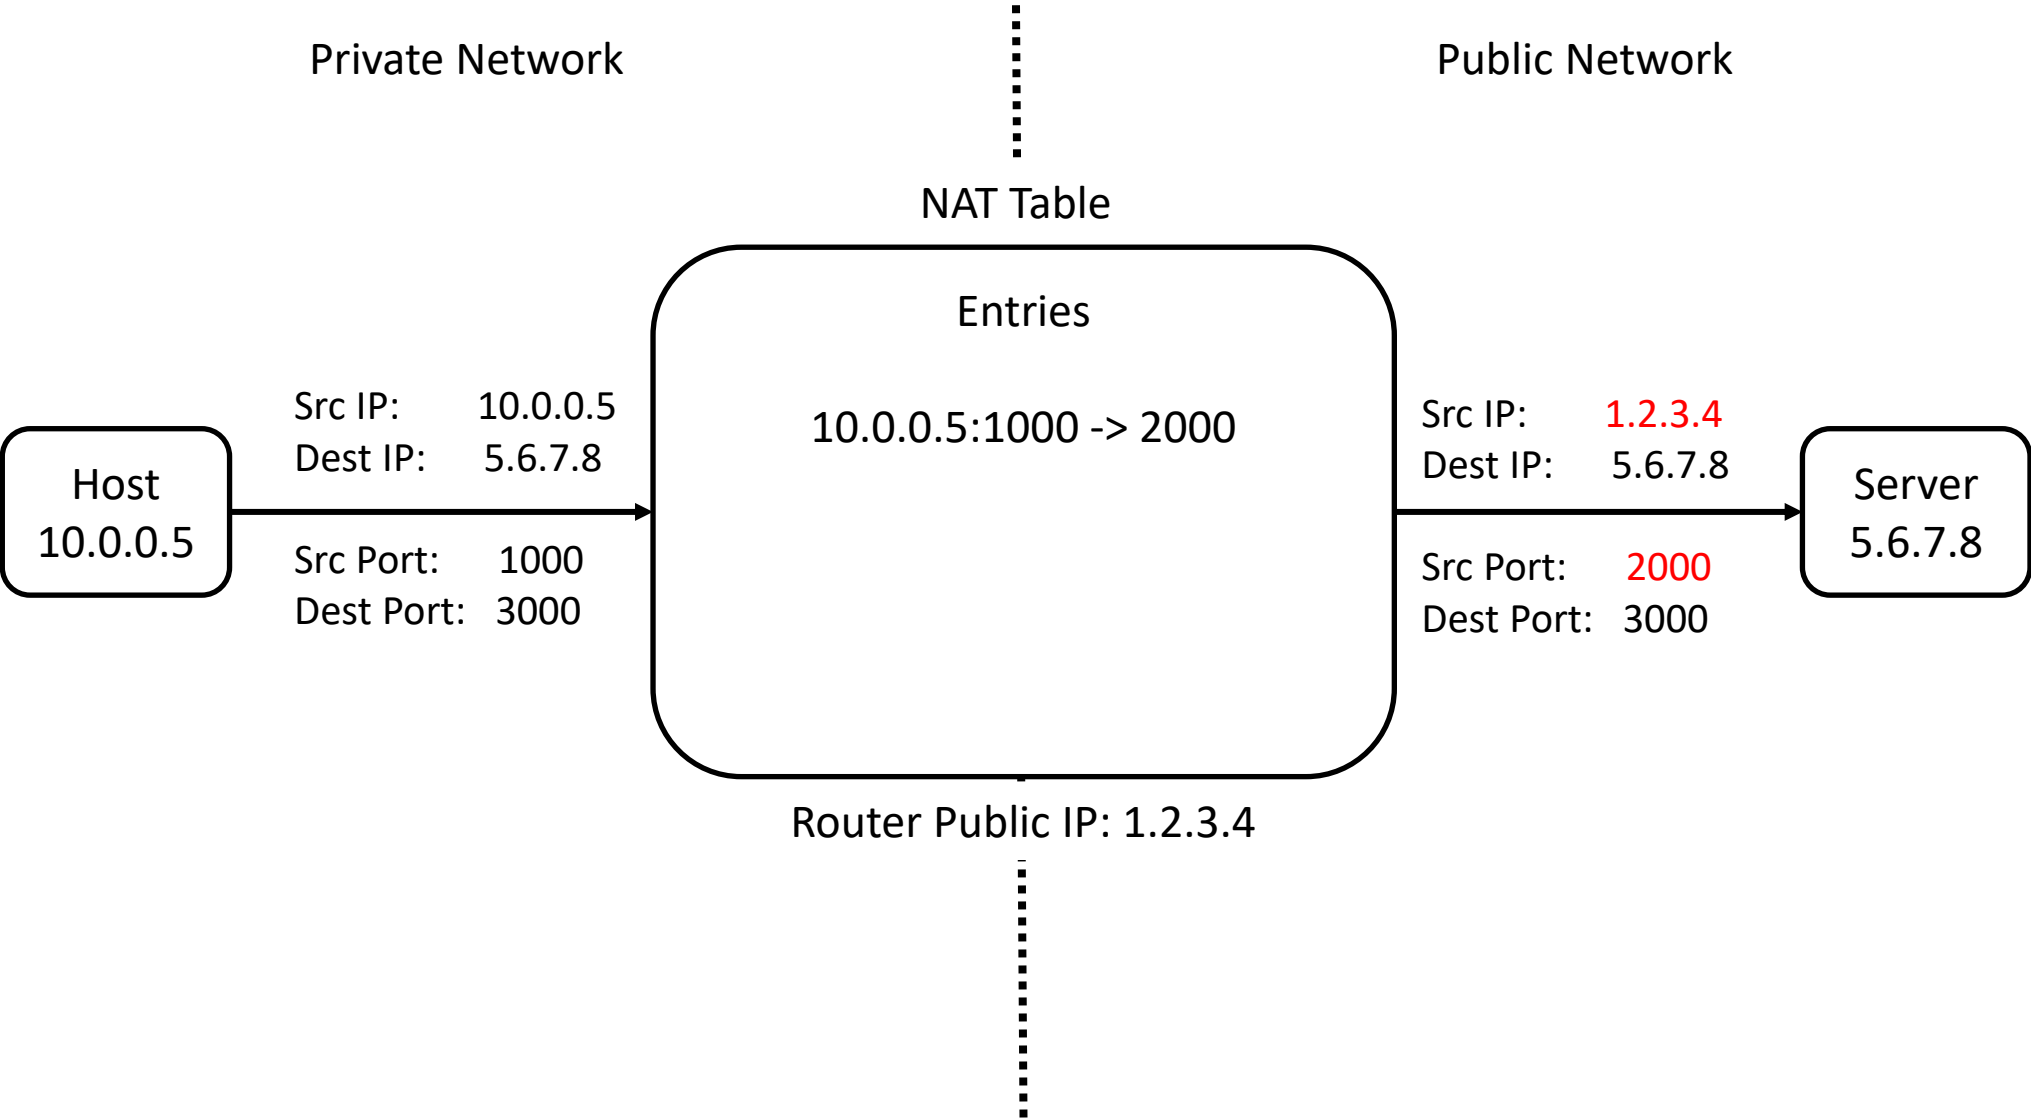 Private Network
Public Network
NAT Table
Entries
10.0.0.5:1000 -> 2000
Host
10.0.0.5
Src IP: 10.0.0.5
Dest IP: 5.6.7.8
Src Port: 1000
Dest Port: 3000
Src IP: 1.2.3.4
Dest IP: 5.6.7.8
Src Port: 2000
Dest Port: 3000
Server
5.6.7.8
Router Public IP: 1.2.3.4